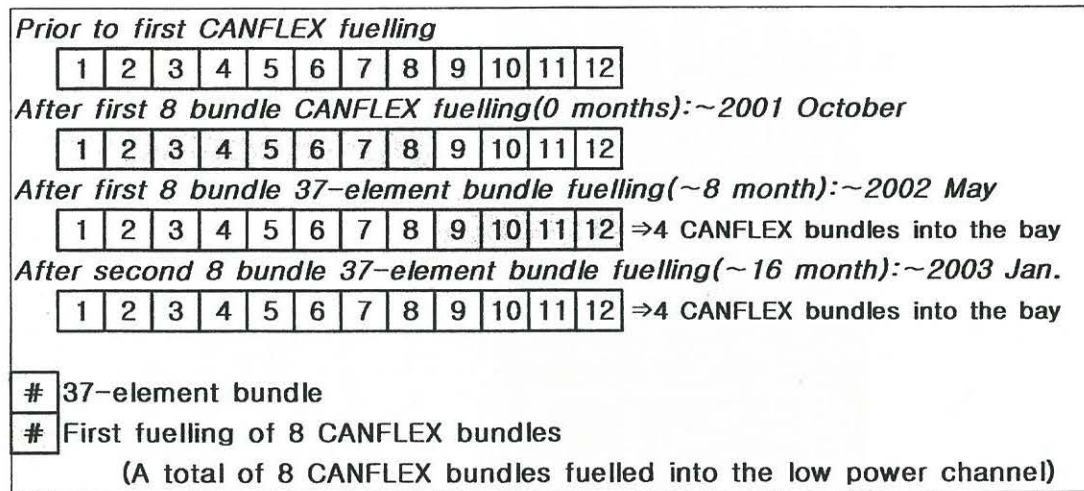 Prior to first CANFLEX fuelling
1 2 3 4 5 6 7 8 9 10 11 12
After first 8 bundle CANFLEX fuelling(0 months):~2001 October
1 2 3 4 5 6 7 8 9 10 11 12
After first 8 bundle 37-element bundle fuelling(~8 month):~2002 May
1 2 3 4 5 6 7 8 9 10 11 12 ⇒4 CANFLEX bundles into the bay
After second 8 bundle 37-element bundle fuelling(~16 month):~2003 Jan.
1 2 3 4 5 6 7 8 9 10 11 12 ⇒4 CANFLEX bundles into the bay
# 37-element bundle
# First fuelling of 8 CANFLEX bundles
(A total of 8 CANFLEX bundles fuelled into the low power channel)